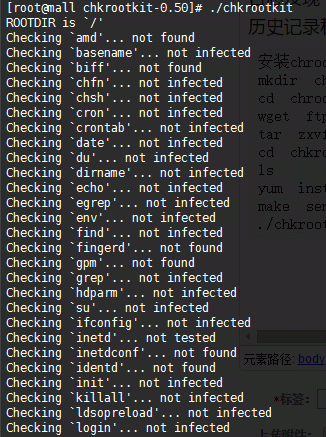 [root@mall chkrootkit-0.50]# ./chkrootkit
ROOTDIR is `/'
Checking `amd'... not found
Checking `basename'... not infected
Checking `biff'... not found
Checking `chfn'... not infected
Checking `chsh'... not infected
Checking `cron'... not infected
Checking `crontab'... not infected
Checking `date'... not infected
Checking `du'... not infected
Checking `dirname'... not infected
Checking `echo'... not infected
Checking `egrep'... not infected
Checking `env'... not infected
Checking `find'... not infected
Checking `fingerd'... not found
Checking `gpm'... not found
Checking `grep'... not infected
Checking `hdparm'... not infected
Checking `su'... not infected
Checking `ifconfig'... not infected
Checking `inetd'... not tested
Checking `inetdconf'... not found
Checking `identd'... not found
Checking `init'... not infected
Checking `killall'... not infected
Checking `ldsopreload'... not infected
Checking `login'... not infected
历史记录
安装chroo
mkdir ch
cd chroo
wget ftp
tar zxvf
cd chkro
ls
yum inst
make sen
./chkroo
元素路径: body
*标签: